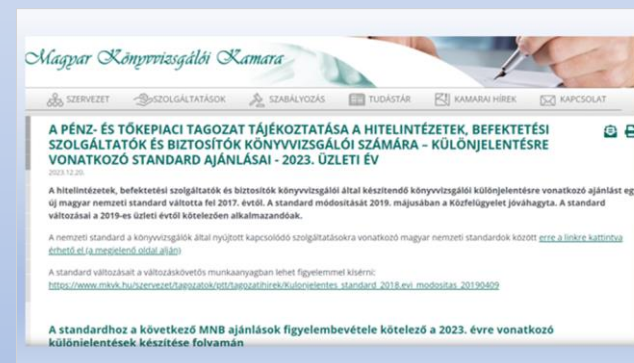 Magyar Könyvvizsgálói Kamara
SZERVEZET SZOLGÁLTATÁSOK SZABÁLYOZÁS TUDÁSTÁR KAMARAI HÍREK KAPCSOLAT
A PÉNZ- ÉS TŐKEPIACI TAGOZAT TÁJÉKOZTATÁSA A HITELINTÉZETEK, BEFEKTETÉSI
SZOLGÁLTATÓK ÉS BIZTOSÍTÓK KÖNYVVIZSGÁLÓI SZÁMÁRA – KÜLÖNJELENTÉSRE
VONATKOZÓ STANDARD AJÁNLÁSAI - 2023. ÜZLETI ÉV
2023.12.20.
A hitelintézetek, befektetési szolgáltatók és biztosítók könyvvizsgálói által készítendő könyvvizsgálói különjelentésre vonatkozó ajánlást eg
új magyar nemzeti standard váltotta fel 2017. évtől. A standard módosítását 2019. májusában a Közfelügyelet jóváhagyta. A standard
változásai a 2019-es üzleti évtől kötelezően alkalmazandóak.
A nemzeti standard a könyvvizsgálók által nyújtott kapcsolódó szolgáltatásokra vonatkozó magyar nemzeti standardok között erre a linkre kattintva
érhető el (a megjelenő oldal alján)
A standard változásait a változáskövetős munkaanyagban lehet figyelemmel kísérni:
https://www.mkvk.hu/szervezet/tagozatok/ptt/tagozatihirek/Kulonjelentes_standard_2018.evi_modositas_20190409
A standardhoz a következő MNB ajánlások figyelembevétele kötelező a 2023. évre vonatkozó
különjelentések készítése folyamán